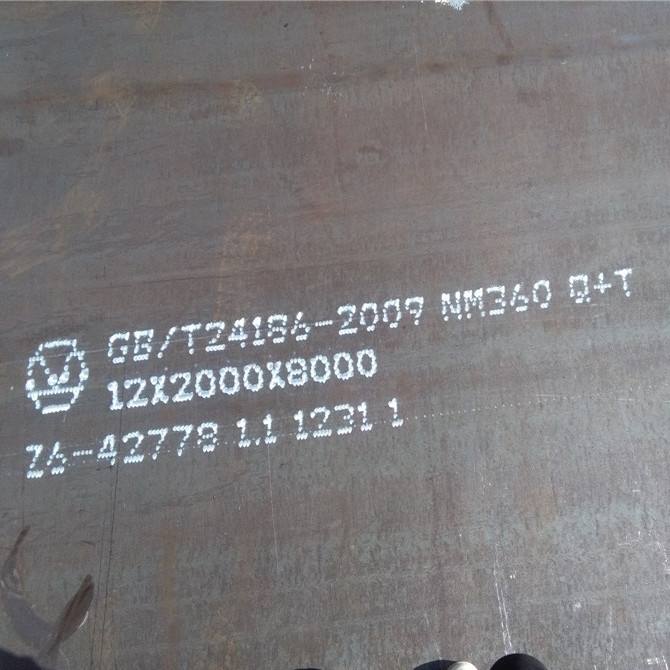 GB/T24186-2009 NM360 Q+T
12X2000X8000
Z6-42778 1.1 1231 1